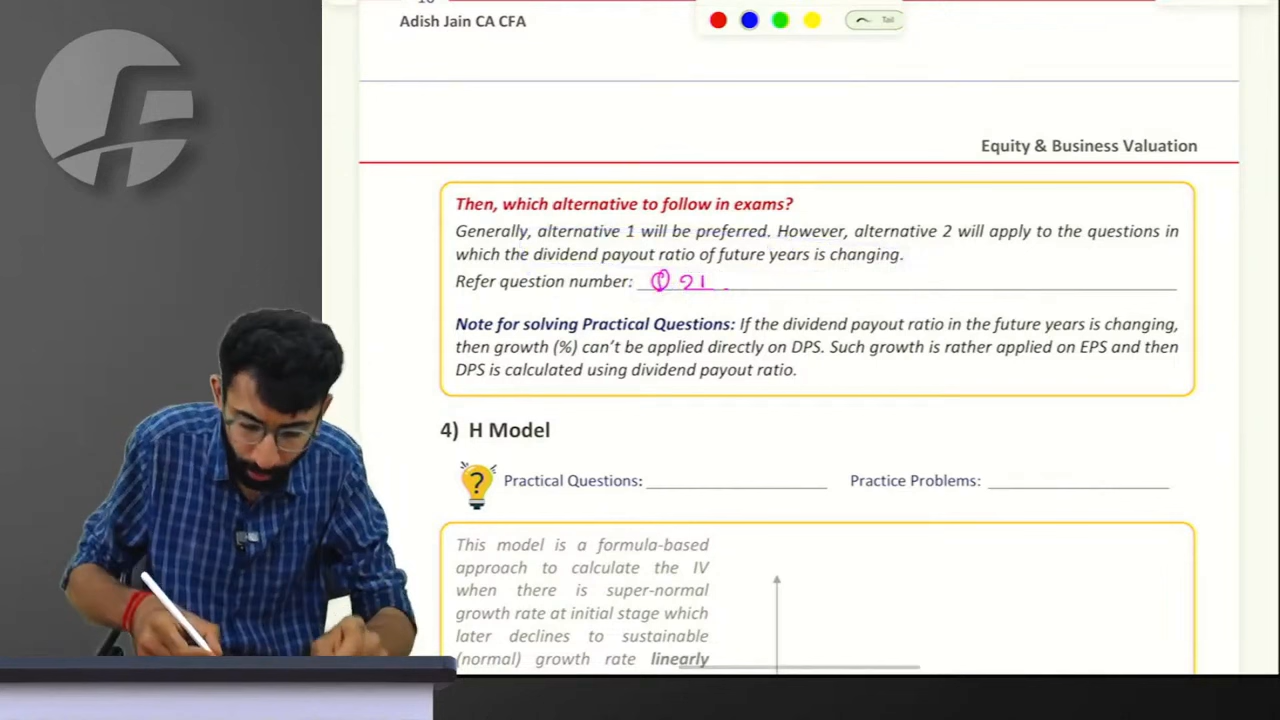 Adish Jain CA CFA
Tail
Equity & Business Valuation
Then, which alternative to follow in exams?
Generally, alternative 1 will be preferred. However, alternative 2 will apply to the questions in
which the dividend payout ratio of future years is changing.
Refer question number: 21
Note for solving Practical Questions: If the dividend payout ratio in the future years is changing,
then growth (%) can’t be applied directly on DPS. Such growth is rather applied on EPS and then
DPS is calculated using dividend payout ratio.
4) H Model
? Practical Questions: Practice Problems:
This model is a formula-based
approach to calculate the IV
when there is super-normal
growth rate at initial stage which
later declines to sustainable
(normal) growth rate linearly